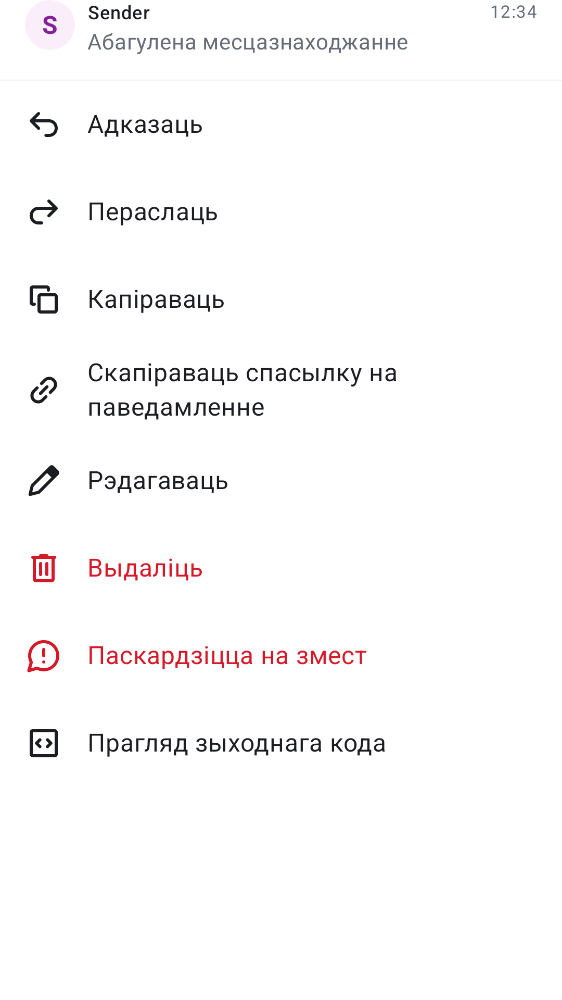 S
Sender
12:34
Абагулена месцазнаходжанне
Адказаць
Пераслаць
Капіраваць
Скапіраваць спасылку на
паведамленне
Рэдагаваць
Выдаліць
Паскардзіцца на змест
Прагляд зыходнага кода